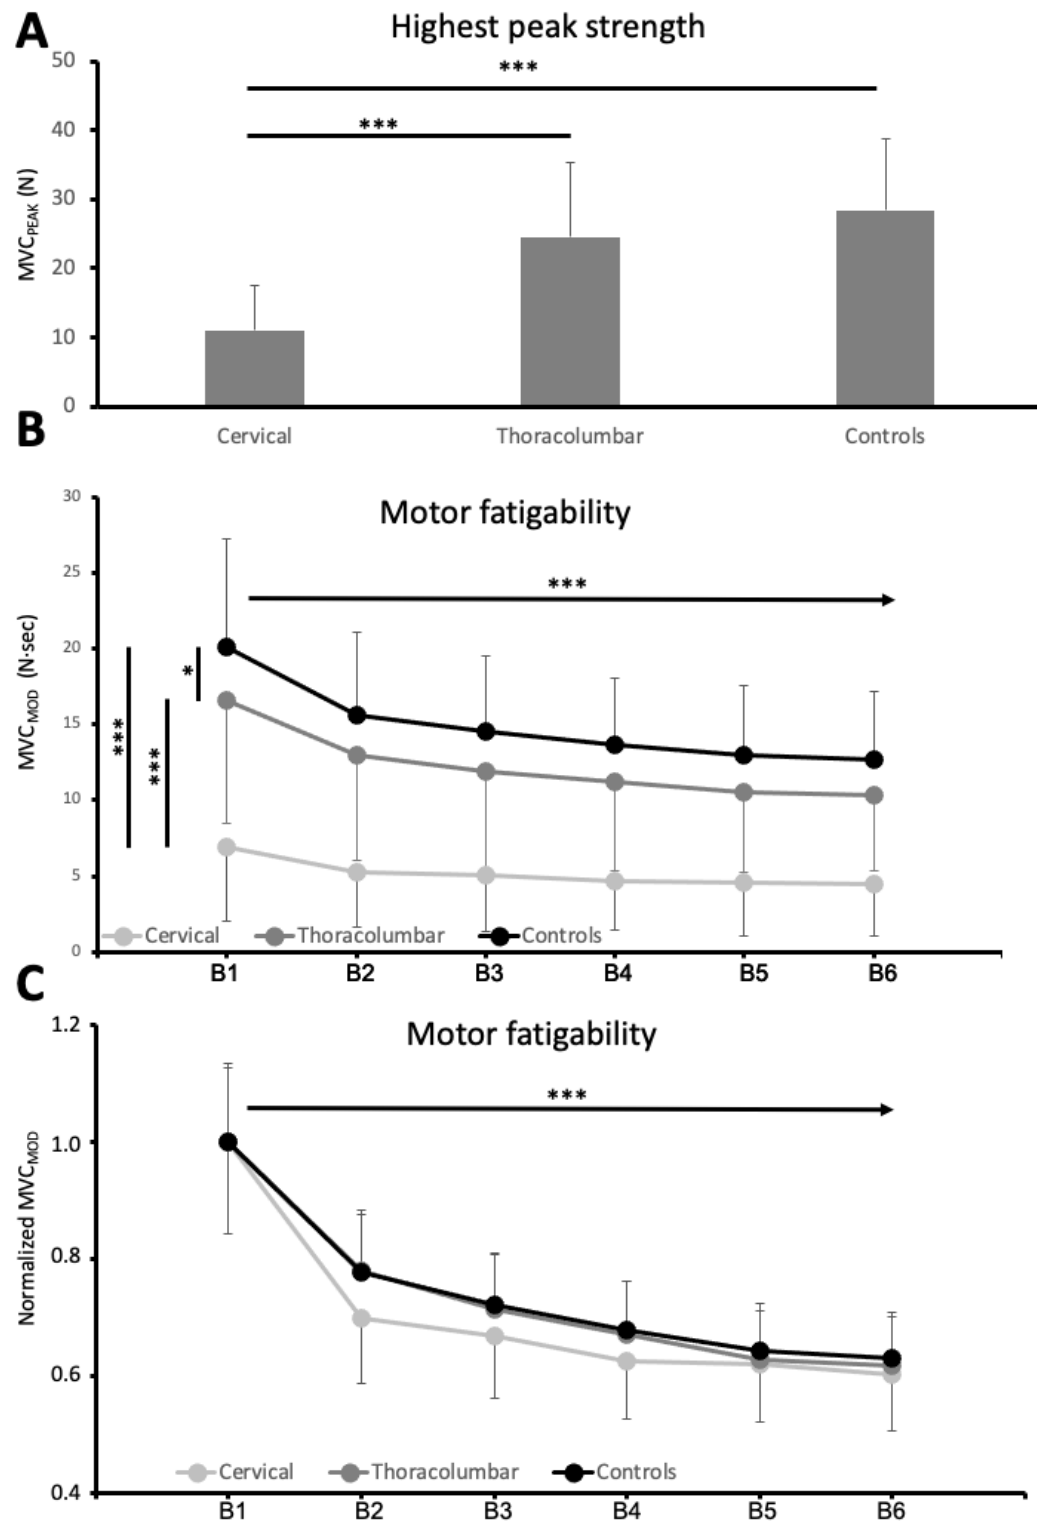 A
Highest peak strength
50
***
40
***
30
20
10
0
MVCPEAK (N)
Cervical Thoracolumbar Controls
B
Motor fatigability
30
25
***
20
*
15
***
***
10
5
0
MVCMOD (N·sec)
Cervical Thoracolumbar Controls
B1 B2 B3 B4 B5 B6
C
Motor fatigability
1.2
***
1.0
0.8
0.6
0.4
Normalized MVCMOD
Cervical Thoracolumbar Controls
B1 B2 B3 B4 B5 B6